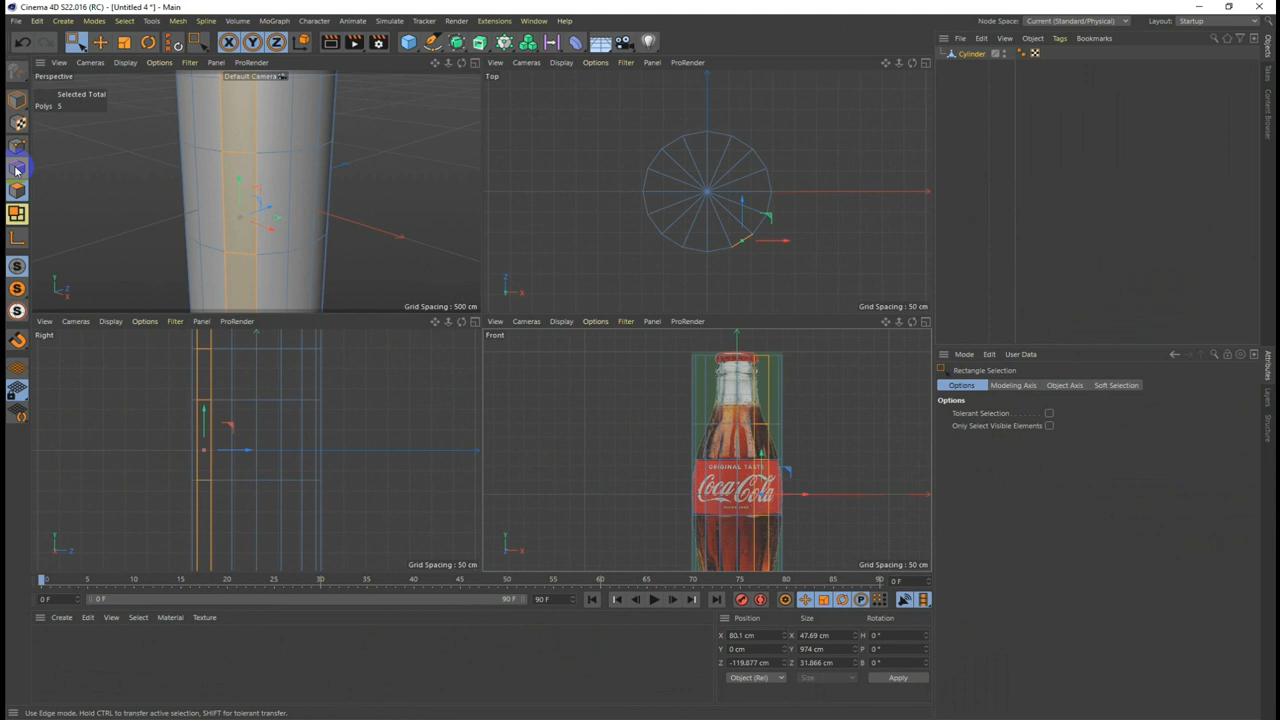 Cinema 4D S22.016 (RC) - [Untitled 4 *] - Main
File Edit Create Modes Select Tools Mesh Spline Volume MoGraph Character Animate Simulate Tracker Render Extensions Window Help
Node Space: Current (Standard/Physical) Layout: Startup
View Cameras Display Options Filter Panel ProRender
Perspective Default Camera
Selected Total
Polys 5
Grid Spacing : 500 cm
View Cameras Display Options Filter Panel ProRender
Top
Grid Spacing : 50 cm
View Cameras Display Options Filter Panel ProRender
Right
Grid Spacing : 50 cm
View Cameras Display Options Filter Panel ProRender
Front
ORIGINAL TASTE
Coca-Cola
Grid Spacing : 50 cm
File Edit View Object Tags Bookmarks
Cylinder
Objects
Takes
Content Browser
Mode Edit User Data
Rectangle Selection
Options Modeling Axis Object Axis Soft Selection
Options
Tolerant Selection
Only Select Visible Elements
Attributes
Layers
Structure
0 5 10 15 20 25 30 35 40 45 50 55 60 65 70 75 80 85 90 0 F
0 F 0 F 90 F 90 F
Create Edit View Select Material Texture
Position Size Rotation
X 80.1 cm X 47.69 cm H 0 °
Y 0 cm Y 974 cm P 0 °
Z -119.877 cm Z 31.866 cm B 0 °
Object (Rel) Size Apply
Use Edge mode. Hold CTRL to transfer active selection, SHIFT for tolerant transfer.
X Y Z